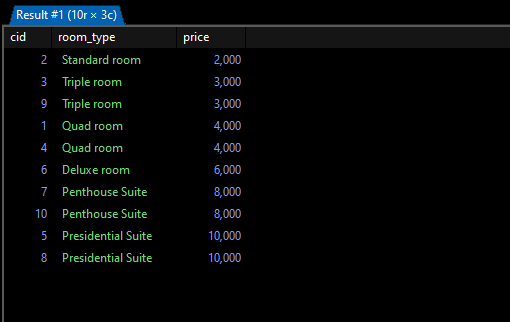 Result #1 (10r × 3c)
cid room_type price
2 Standard room 2,000
3 Triple room 3,000
9 Triple room 3,000
1 Quad room 4,000
4 Quad room 4,000
6 Deluxe room 6,000
7 Penthouse Suite 8,000
10 Penthouse Suite 8,000
5 Presidential Suite 10,000
8 Presidential Suite 10,000